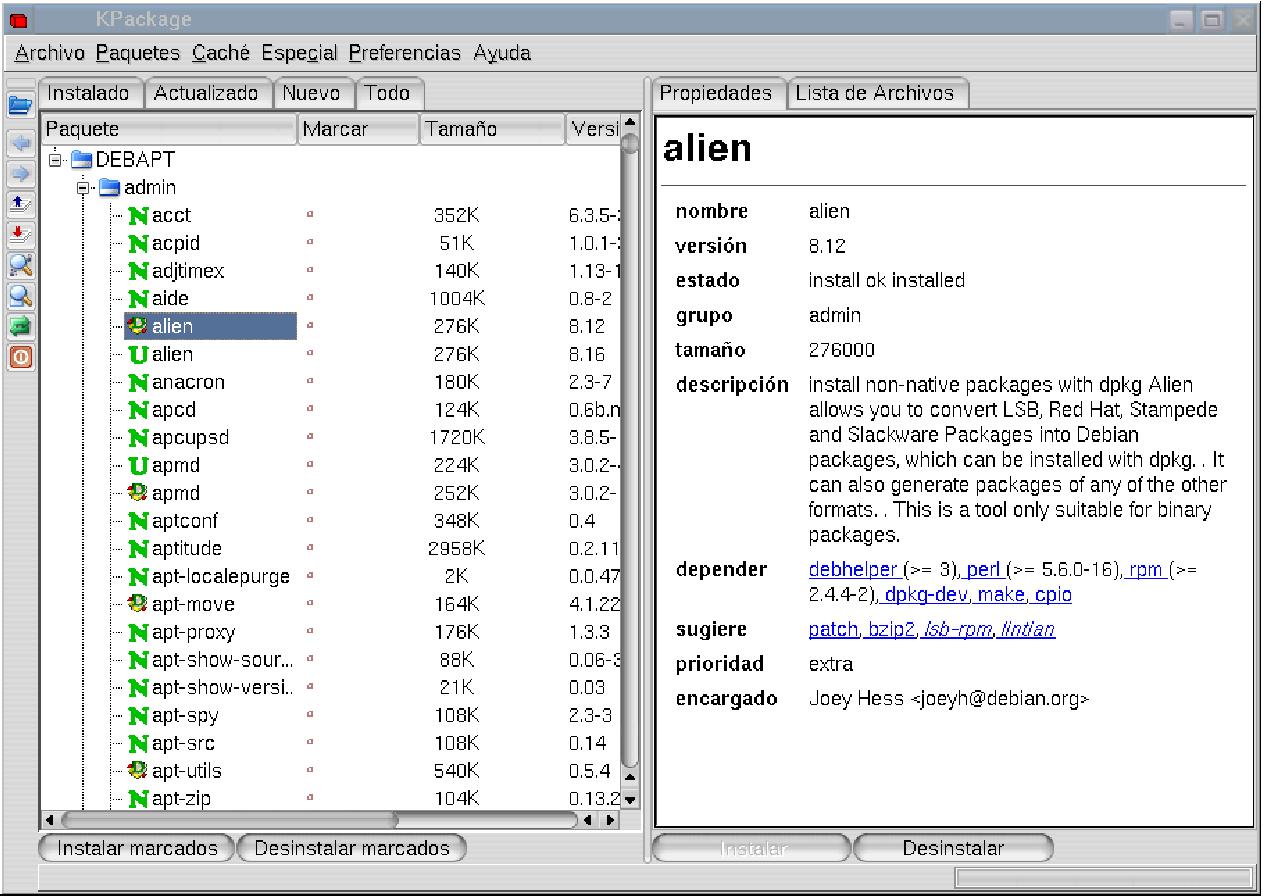 KPackage
Archivo Paquetes Caché Especial Preferencias Ayuda
Instalado Actualizado Nuevo Todo
Paquete Marcar Tamaño Versi
DEBAPT
admin
N acct 352K 6.3.5-
N acpid 51K 1.0.1-
N adjtimex 140K 1.13-1
N aide 1004K 0.8-2
alien 276K 8.12
U alien 276K 8.16
N anacron 180K 2.3-7
N apcd 124K 0.6b.
N apcupsd 1720K 3.8.5-
U apmd 224K 3.0.2-
apmd 252K 3.0.2-
N aptconf 348K 0.4
N aptitude 2958K 0.2.11
N apt-localepurge 2K 0.0.47
apt-move 164K 4.1.22
N apt-proxy 176K 1.3.3
N apt-show-sour... 88K 0.06-3
N apt-show-versi.. 21K 0.03
N apt-spy 108K 2.3-3
N apt-src 108K 0.14
apt-utils 540K 0.5.4
N apt-zip 104K 0.13.2
Instalar marcados Desinstalar marcados
Propiedades Lista de Archivos
alien
nombre alien
versión 8.12
estado install ok installed
grupo admin
tamaño 276000
descripción install non-native packages with dpkg Alien
allows you to convert LSB, Red Hat, Stampede
and Slackware Packages into Debian
packages, which can be installed with dpkg. . It
can also generate packages of any of the other
formats. . This is a tool only suitable for binary
packages.
depender debhelper (>= 3), perl (>= 5.6.0-16), rpm (>=
2.4.4-2), dpkg-dev, make, cpio
sugiere patch, bzip2, lsb-rpm, lintian
prioridad extra
encargado Joey Hess <joeyh@debian.org>
Instalar Desinstalar